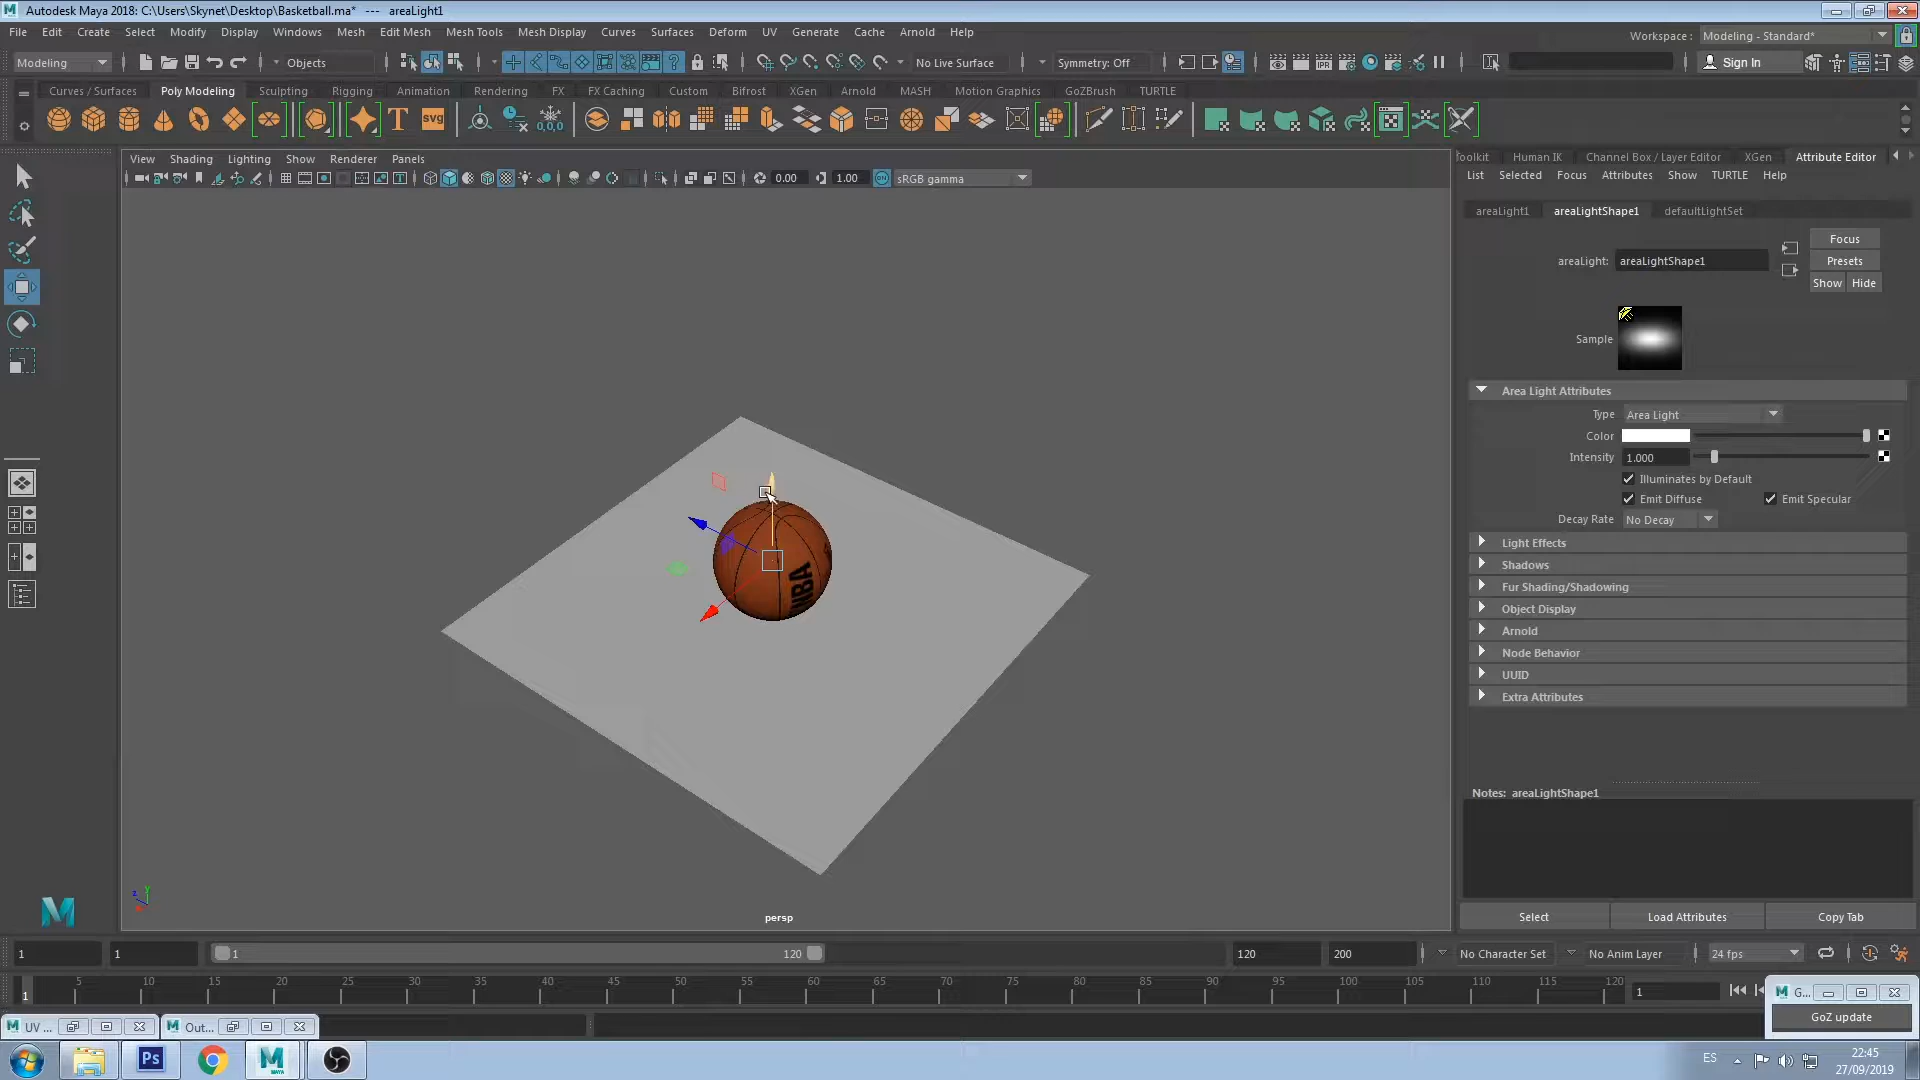 Autodesk Maya 2018: C:\Users\Skynet\Desktop\Basketball.ma* --- areaLight1
File Edit Create Select Modify Display Windows Mesh Edit Mesh Mesh Tools Mesh Display Curves Surfaces Deform UV Generate Cache Arnold Help
Workspace : Modeling - Standard*
Modeling Objects No Live Surface Symmetry: Off IPR Sign In
Curves / Surfaces Poly Modeling Sculpting Rigging Animation Rendering FX FX Caching Custom Bifrost XGen Arnold MASH Motion Graphics GoZBrush TURTLE
T SVG 0,0,0
View Shading Lighting Show Renderer Panels
0.00 1.00 sRGB gamma
oolkit Human IK Channel Box / Layer Editor XGen Attribute Editor
List Selected Focus Attributes Show TURTLE Help
areaLight1 areaLightShape1 defaultLightSet
Focus
areaLight: areaLightShape1
Presets
Show Hide
Sample
Area Light Attributes
Type Area Light
Color
Intensity 1.000
Illuminates by Default
Emit Diffuse Emit Specular
Decay Rate No Decay
Light Effects
Shadows
Fur Shading/Shadowing
Object Display
Arnold
Node Behavior
UUID
Extra Attributes
Notes: areaLightShape1
Select Load Attributes Copy Tab
NBA
y
z
persp
1 1 1 120 120 200 No Character Set No Anim Layer 24 fps
1 5 10 15 20 25 30 35 40 45 50 55 60 65 70 75 80 85 90 95 100 105 110 115 120 1
G...
GoZ update
UV ... Out...
Ps MAYA
ES 22:45
27/09/2019